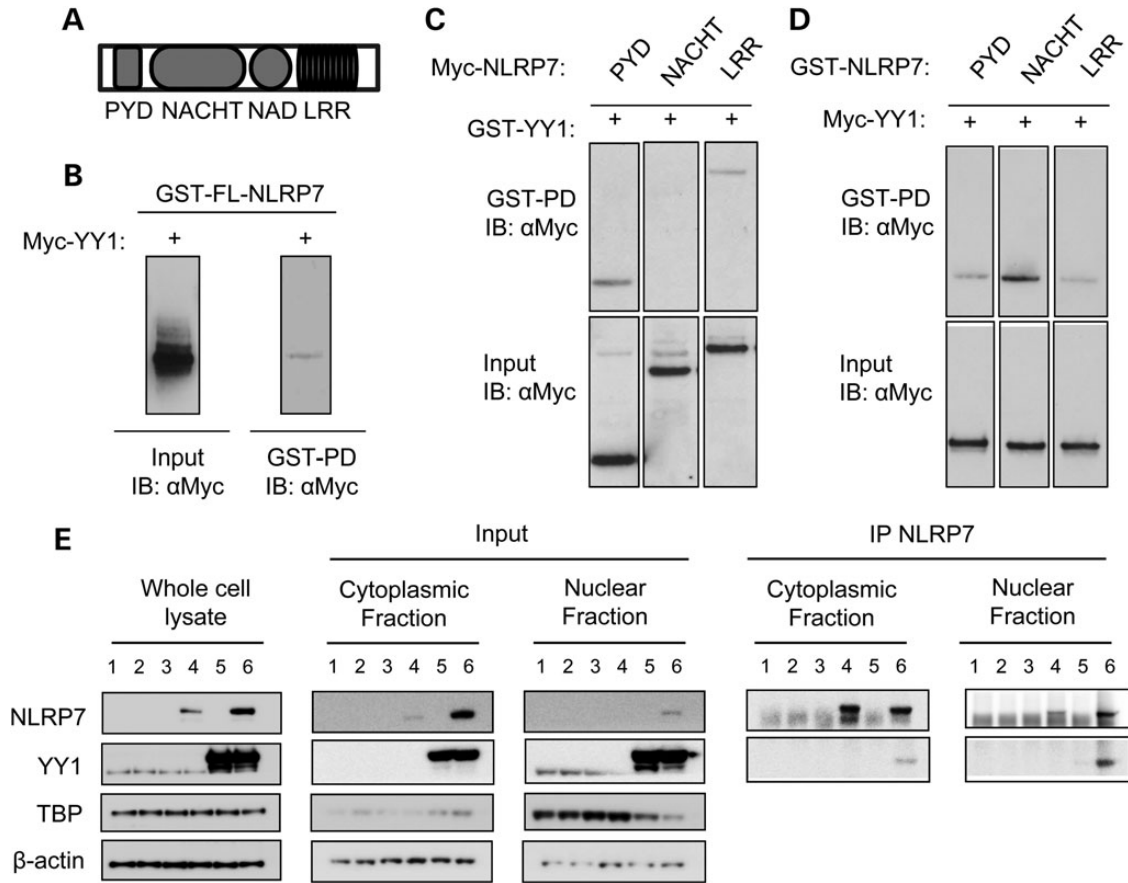 A
PYD NACHT NAD LRR
B
GST-FL-NLRP7
Myc-YY1: + +
Input
IB: αMyc
GST-PD
IB: αMyc
C
Myc-NLRP7: PYD NACHT LRR
GST-YY1: + + +
GST-PD
IB: αMyc
Input
IB: αMyc
D
GST-NLRP7: PYD NACHT LRR
Myc-YY1: + + +
GST-PD
IB: αMyc
Input
IB: αMyc
E
Input
IP NLRP7
Whole cell
lysate
Cytoplasmic
Fraction
Nuclear
Fraction
Cytoplasmic
Fraction
Nuclear
Fraction
1 2 3 4 5 6
1 2 3 4 5 6
1 2 3 4 5 6
1 2 3 4 5 6
1 2 3 4 5 6
NLRP7
YY1
TBP
β-actin